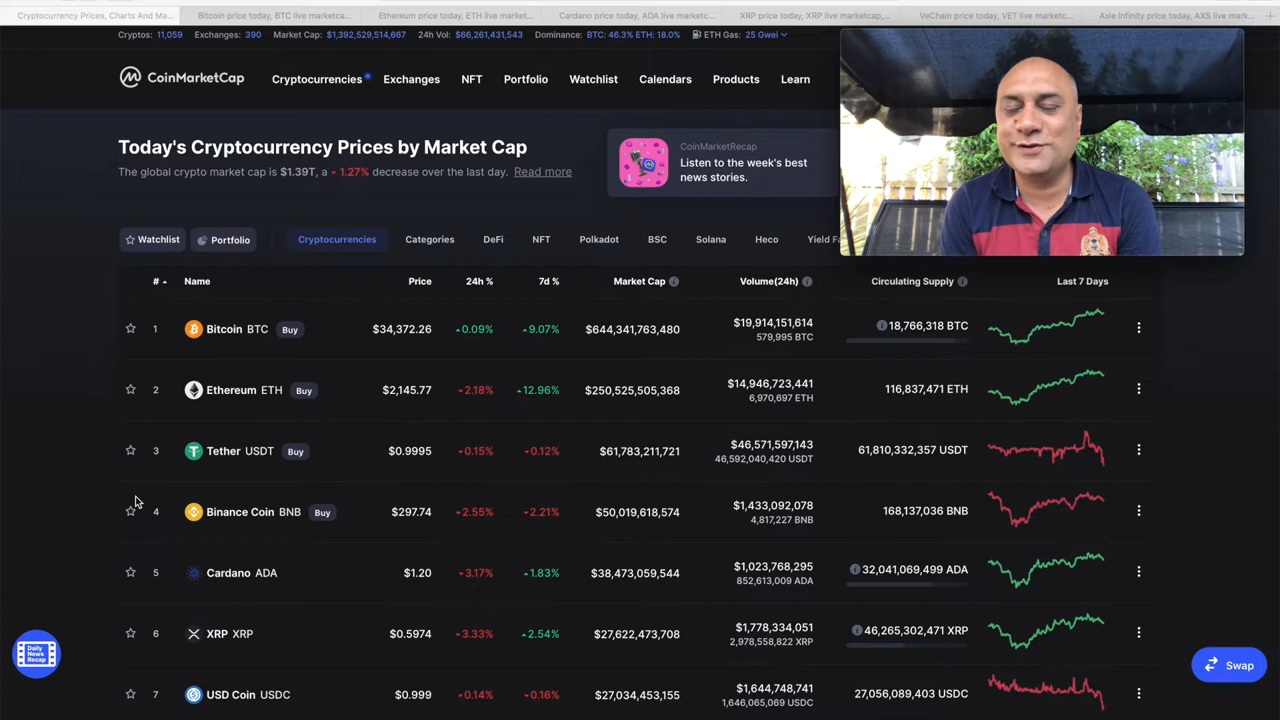 Cryptocurrency Prices, Charts And Ma...
Bitcoin price today, BTC live marketca...
Ethereum price today, ETH live market...
Cardano price today, ADA live marketc...
XRP price today, XRP live marketcap,...
VeChain price today, VET live marketc...
Axie Infinity price today, AXS live mark...
Cryptos: 11,059 Exchanges: 390 Market Cap: $1,392,529,514,667 24h Vol: $66,261,431,543 Dominance: BTC: 46.3% ETH: 18.0% ETH Gas: 25 Gwei
CoinMarketCap
Cryptocurrencies Exchanges NFT Portfolio Watchlist Calendars Products Learn
Today's Cryptocurrency Prices by Market Cap
The global crypto market cap is $1.39T, a 1.27% decrease over the last day. Read more
CoinMarketRecap
Listen to the week's best
news stories.
Watchlist Portfolio Cryptocurrencies Categories DeFi NFT Polkadot BSC Solana Heco Yield
# Name Price 24h % 7d % Market Cap Volume(24h) Circulating Supply Last 7 Days
1 Bitcoin BTC Buy $34,372.26 0.09% 9.07% $644,341,763,480 $19,914,151,614 18,766,318 BTC
579,995 BTC
2 Ethereum ETH Buy $2,145.77 2.18% 12.96% $250,525,505,368 $14,946,723,441 116,837,471 ETH
6,970,697 ETH
3 Tether USDT Buy $0.9995 0.15% 0.12% $61,783,211,721 $46,571,597,143 61,810,332,357 USDT
46,592,040,420 USDT
4 Binance Coin BNB Buy $297.74 2.55% 2.21% $50,019,618,574 $1,433,092,078 168,137,036 BNB
4,817,227 BNB
5 Cardano ADA $1.20 3.17% 1.83% $38,473,059,544 $1,023,768,295 32,041,069,499 ADA
852,613,009 ADA
6 XRP XRP $0.5974 3.33% 2.54% $27,622,473,708 $1,778,334,051 46,265,302,471 XRP
2,978,558,822 XRP
7 USD Coin USDC $0.999 0.14% 0.16% $27,034,453,155 $1,644,748,741 27,056,089,403 USDC
1,646,065,069 USDC
Daily
News
Recap
Swap